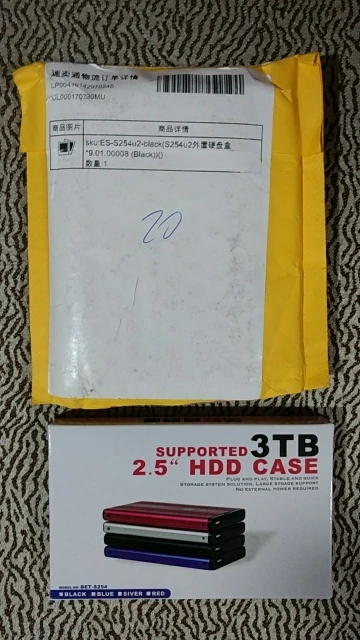 速卖通物流订单详情
商品图片
商品详情
sku:ES-S254u2-black(S254u2外置硬盘盒
*9.01.00008 (Black))()
数量:1
20
SUPPORTED 3TB
2.5" HDD CASE
PLUG AND PLAY, STABLE AND QUICK
STORAGE SYSTEM SOLUTION, LARGE STROAGE SUPPORT
NO EXTERNAL POWER REQUIRED
MODEL NO: BET-S254
BLACK BLUE SIVER RED